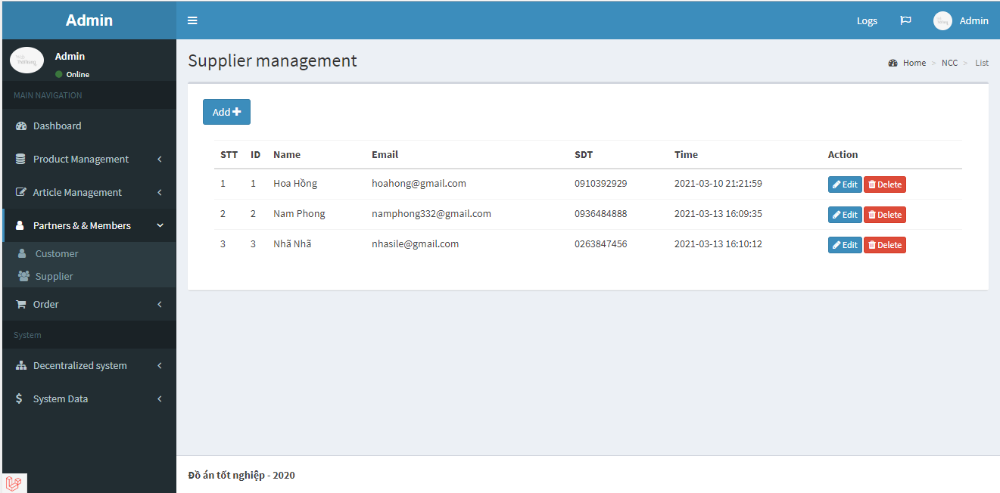 Admin
Logs
Admin
Admin
Online
MAIN NAVIGATION
Dashboard
Product Management
Article Management
Partners & & Members
Customer
Supplier
Order
System
Decentralized system
System Data
Supplier management
Home > NCC > List
Add
STT ID Name Email SDT Time Action
1 1 Hoa Hồng hoahong@gmail.com 0910392929 2021-03-10 21:21:59 Edit Delete
2 2 Nam Phong namphong332@gmail.com 0936484888 2021-03-13 16:09:35 Edit Delete
3 3 Nhã Nhã nhasile@gmail.com 0263847456 2021-03-13 16:10:12 Edit Delete
Đồ án tốt nghiệp - 2020